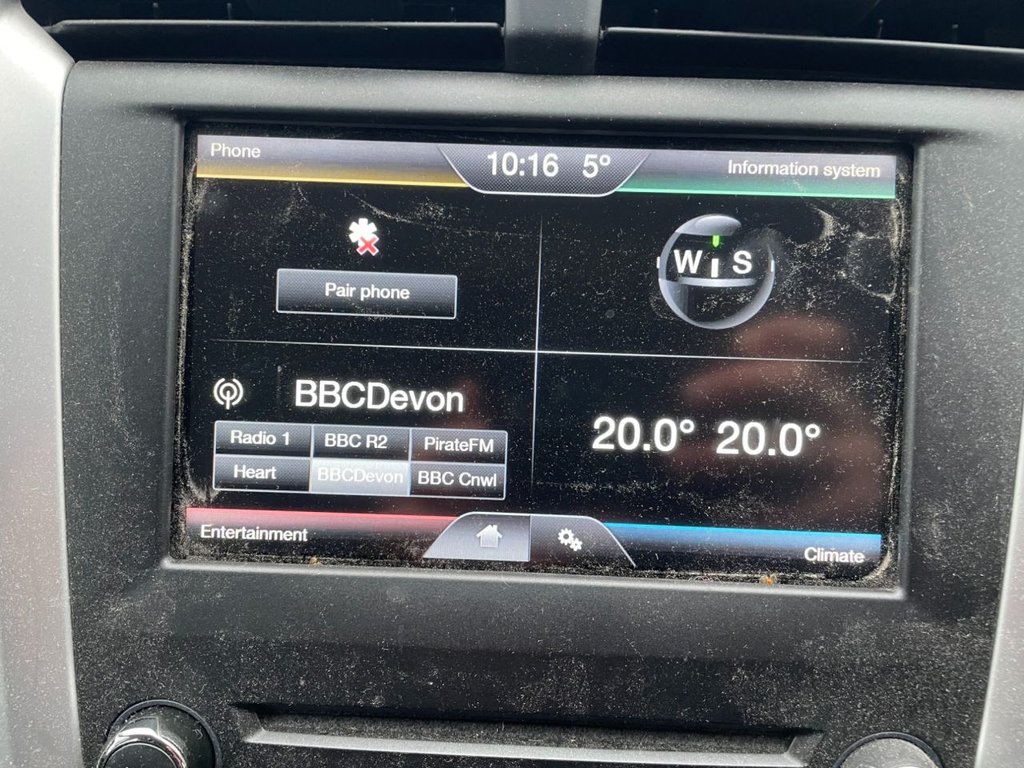 Phone
10:16 5°
Information system
Pair phone
W S
BBCDevon
Radio 1 BBC R2 PirateFM
Heart BBCDevon BBC Cnwl
20.0° 20.0°
Entertainment
Climate